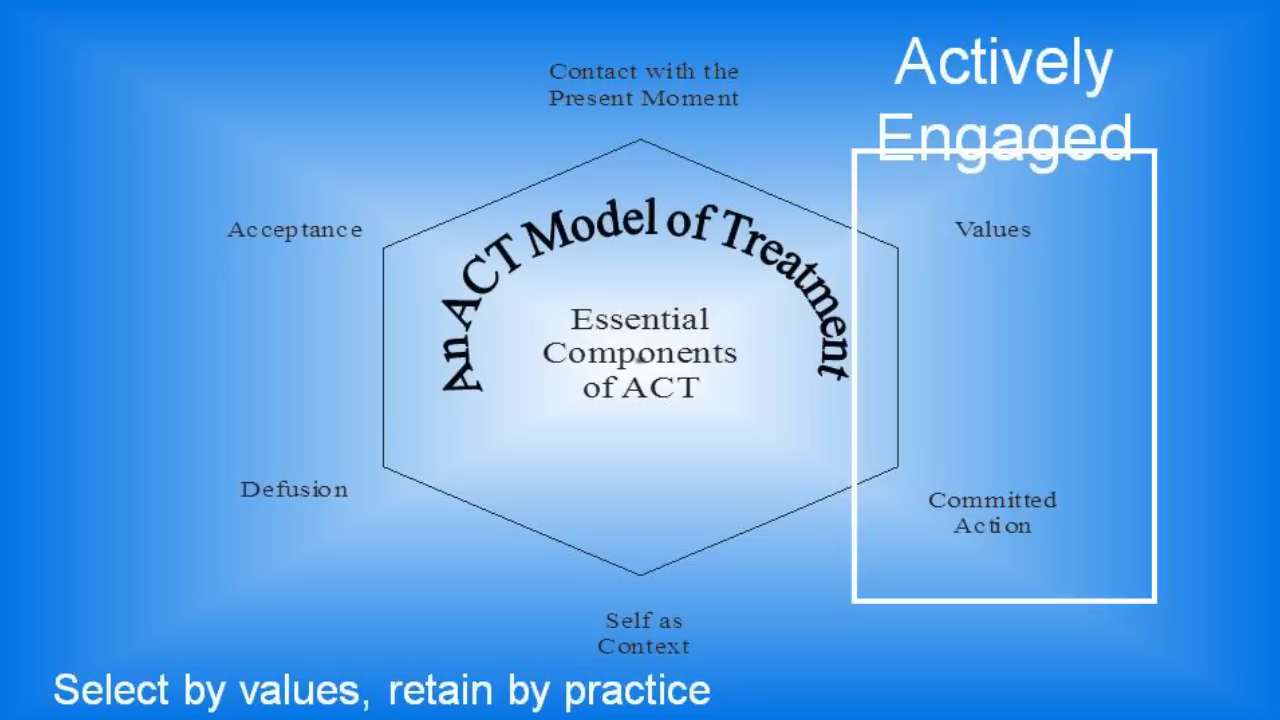 Actively
Engaged
Contact with the
Present Moment
Acceptance
Values
An ACT Model of Treatment
Essential
Components
of ACT
Defusion
Committed
Action
Self as
Context
Select by values, retain by practice